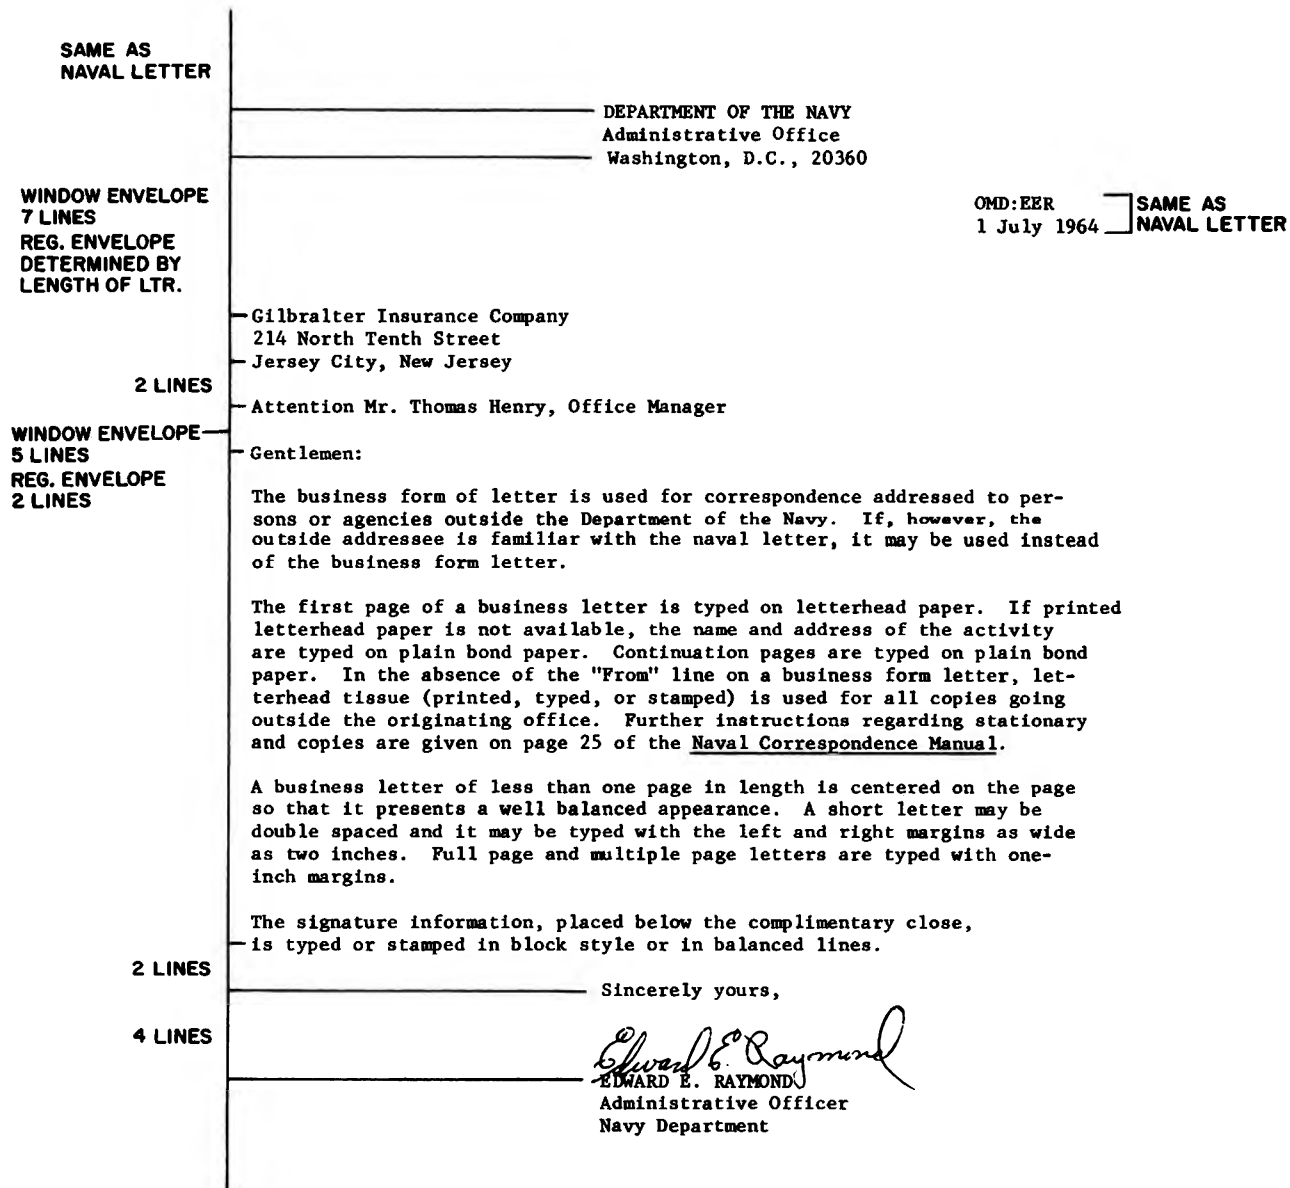 SAME AS
NAVAL LETTER
DEPARTMENT OF THE NAVY
Administrative Office
Washington, D.C., 20360
WINDOW ENVELOPE
7 LINES
REG. ENVELOPE
DETERMINED BY
LENGTH OF LTR.
OMD:EER
1 July 1964
SAME AS
NAVAL LETTER
Gilbralter Insurance Company
214 North Tenth Street
Jersey City, New Jersey
2 LINES
Attention Mr. Thomas Henry, Office Manager
WINDOW ENVELOPE
5 LINES
REG. ENVELOPE
2 LINES
Gentlemen:
The business form of letter is used for correspondence addressed to per-
sons or agencies outside the Department of the Navy. If, however, the
outside addressee is familiar with the naval letter, it may be used instead
of the business form letter.
The first page of a business letter is typed on letterhead paper. If printed
letterhead paper is not available, the name and address of the activity
are typed on plain bond paper. Continuation pages are typed on plain bond
paper. In the absence of the "From" line on a business form letter, let-
terhead tissue (printed, typed, or stamped) is used for all copies going
outside the originating office. Further instructions regarding stationary
and copies are given on page 25 of the Naval Correspondence Manual.
A business letter of less than one page in length is centered on the page
so that it presents a well balanced appearance. A short letter may be
double spaced and it may be typed with the left and right margins as wide
as two inches. Full page and multiple page letters are typed with one-
inch margins.
The signature information, placed below the complimentary close,
is typed or stamped in block style or in balanced lines.
2 LINES
Sincerely yours,
4 LINES
Edward E. Raymond
EDWARD E. RAYMOND
Administrative Officer
Navy Department